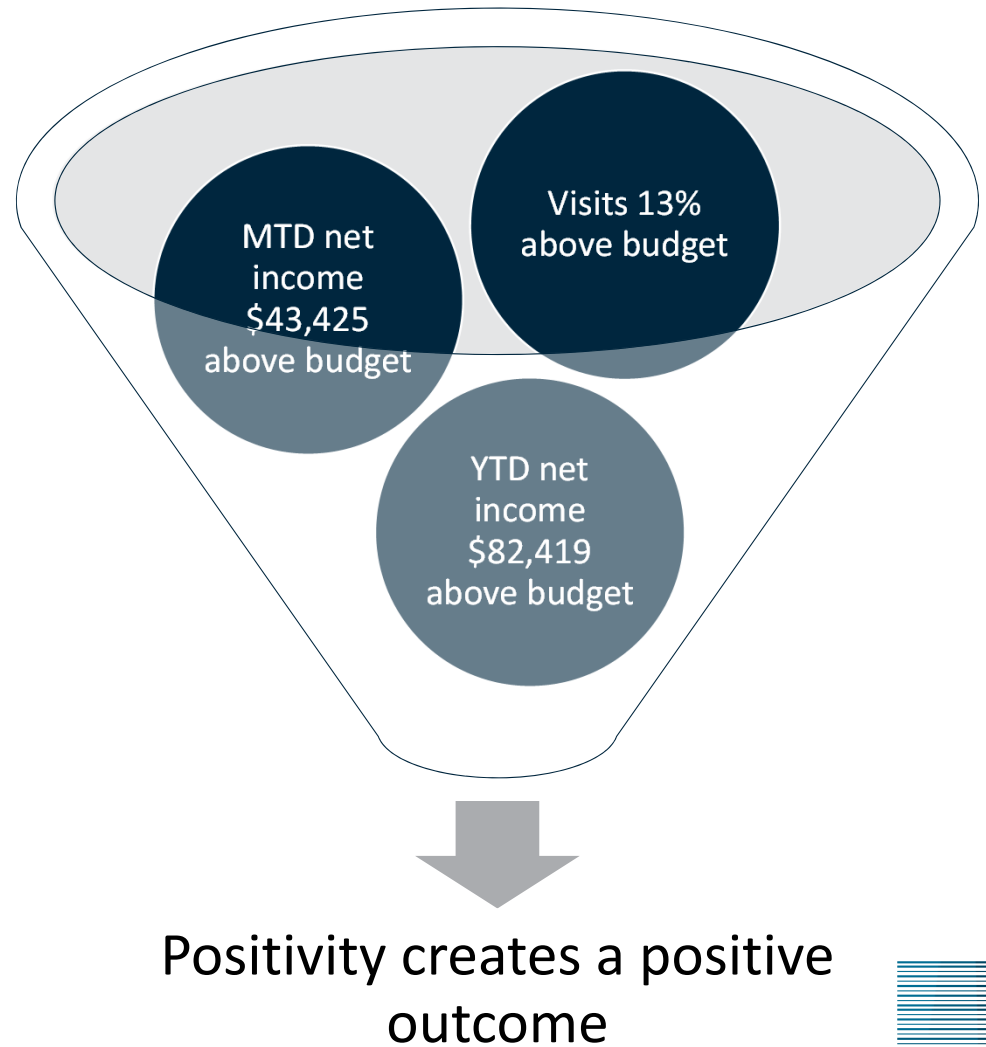 MTD net
income
$43,425
above budget
Visits 13%
above budget
YTD net
income
$82,419
above budget
Positivity creates a positive
outcome